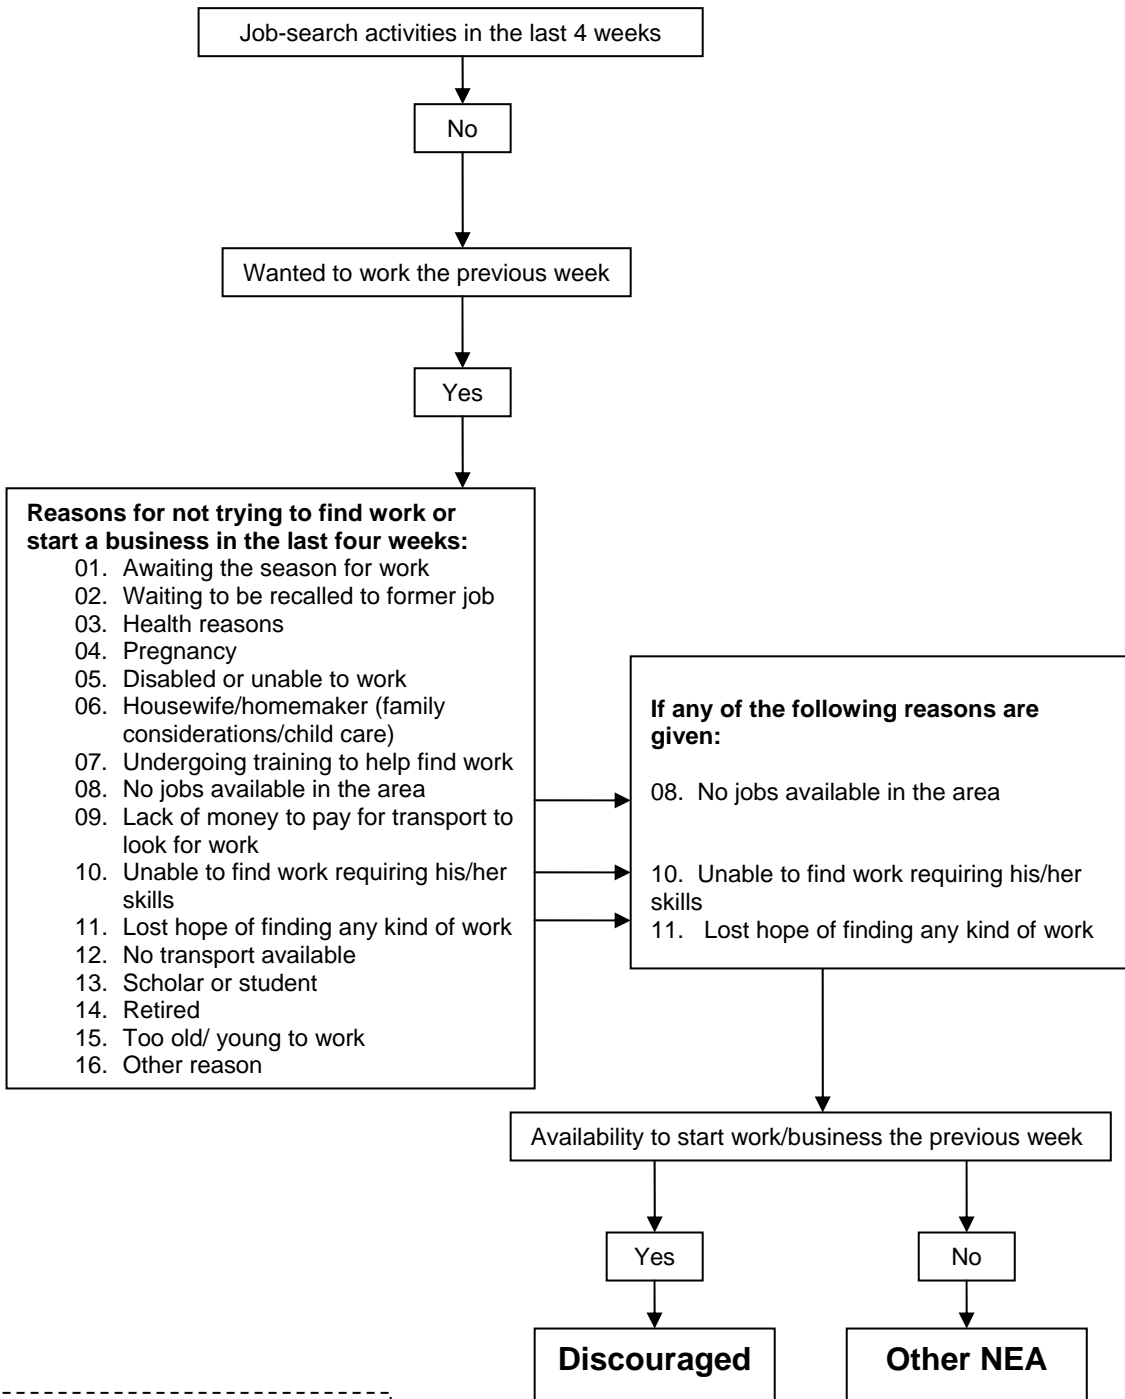 Job-search activities in the last 4 weeks
No
Wanted to work the previous week
Yes
Reasons for not trying to find work or
start a business in the last four weeks:
01. Awaiting the season for work
02. Waiting to be recalled to former job
03. Health reasons
04. Pregnancy
05. Disabled or unable to work
06. Housewife/homemaker (family
considerations/child care)
07. Undergoing training to help find work
08. No jobs available in the area
09. Lack of money to pay for transport to
look for work
10. Unable to find work requiring his/her
skills
11. Lost hope of finding any kind of work
12. No transport available
13. Scholar or student
14. Retired
15. Too old/ young to work
16. Other reason
If any of the following reasons are
given:
08. No jobs available in the area
10. Unable to find work requiring his/her
skills
11. Lost hope of finding any kind of work
Availability to start work/business the previous week
Yes
No
Discouraged
Other NEA